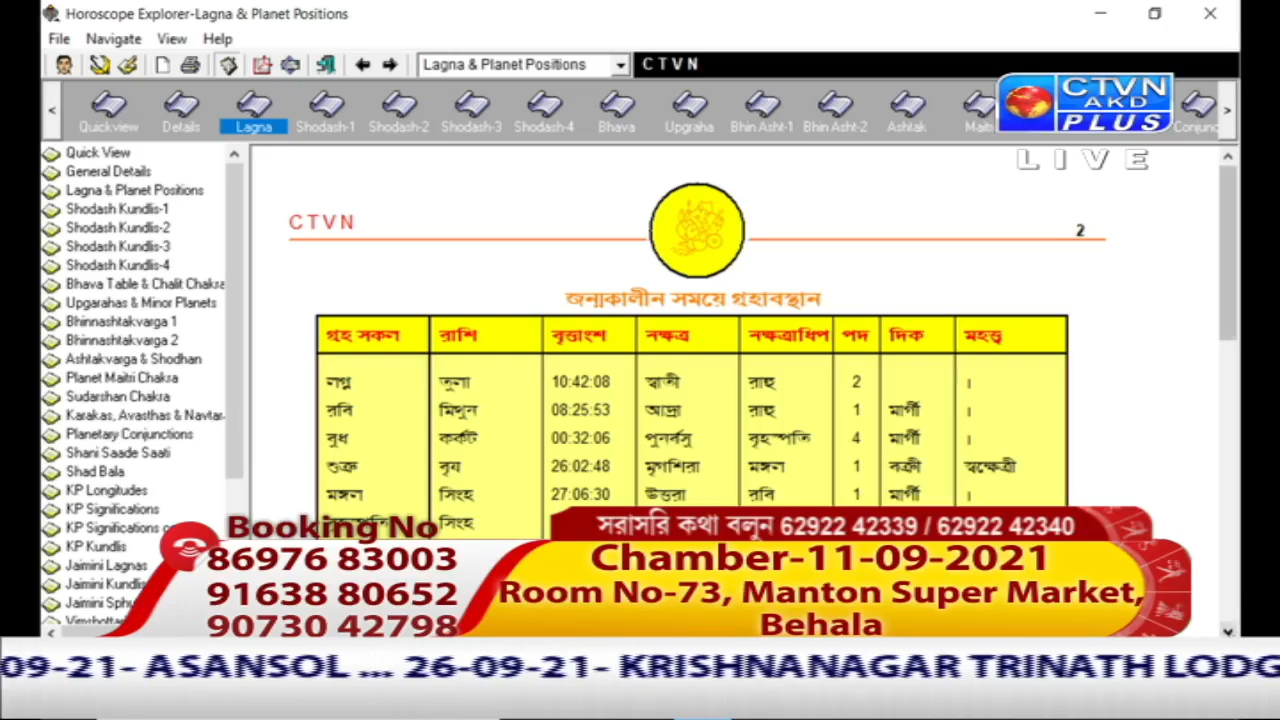 Horoscope Explorer-Lagna & Planet Positions
File Navigate View Help
Lagna & Planet Positions CTVN
Quickview Details Lagna Shodash-1 Shodash-2 Shodash-3 Shodash-4 Bhava Upgraha Bhin Asht-1 Bhin Asht-2 Ashtak Maitri
CTVN
AKD
PLUS
LIVE
Quick View
General Details
Lagna & Planet Positions
Shodash Kundlis-1
Shodash Kundlis-2
Shodash Kundlis-3
Shodash Kundlis-4
Bhava Table & Chalit Chakra
Upgarahas & Minor Planets
Bhinnashtakvarga 1
Bhinnashtakvarga 2
Ashtakvarga & Shodhan
Planet Maitri Chakra
Sudarshan Chakra
Karakas, Avasthas & Navtar
Planetary Conjunctions
Shani Saade Saati
Shad Bala
KP Longitudes
KP Significations
KP Significations
KP Kundlis
Jaimini Lagnas
Jaimini Kundli
Jaimini Sphu
CTVN
2
জন্মকালীন সময়ে গ্রহাবস্থান
গ্রহ সকল রাশি বৃত্তাংশ নক্ষত্র নক্ষত্রাধিপ পদ দিক মহত্ত্ব
লগ্ন তুলা 10:42:08 স্বাতী রাহু 2 ।
রবি মিথুন 08:25:53 আদ্রা রাহু 1 মার্গী ।
বুধ কর্কট 00:32:06 পুনর্বসু বৃহস্পতি 4 মার্গী ।
শুক্র বৃষ 26:02:48 মৃগশিরা মঙ্গল 1 বক্রী স্বক্ষেত্রী
মঙ্গল সিংহ 27:06:30 উত্তরা রবি 1 মার্গী ।
সিংহ
Booking No
86976 83003
91638 80652
90730 42798
সরাসরি কথা বলুন 62922 42339 / 62922 42340
Chamber-11-09-2021
Room No-73, Manton Super Market,
Behala
09-21- ASANSOL ... 26-09-21- KRISHNANAGAR TRINATH LODG